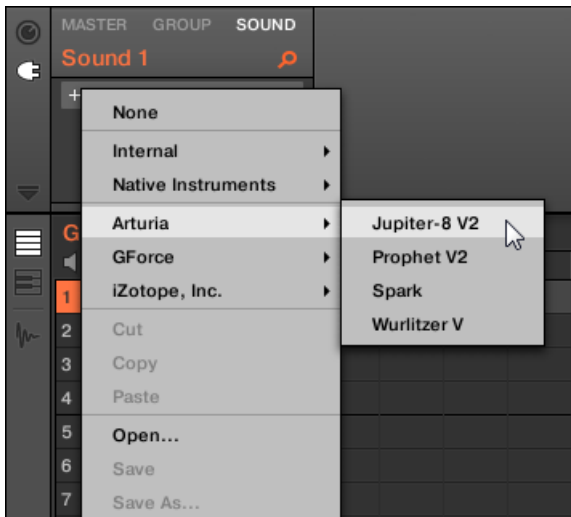 MASTER GROUP SOUND
Sound 1
+
None
Internal
Native Instruments
Arturia
Jupiter-8 V2
G
GForce
Prophet V2
1
iZotope, Inc.
Spark
2
Cut
Wurlitzer V
3
Copy
4
Paste
5
Open...
6
Save
7
Save As...